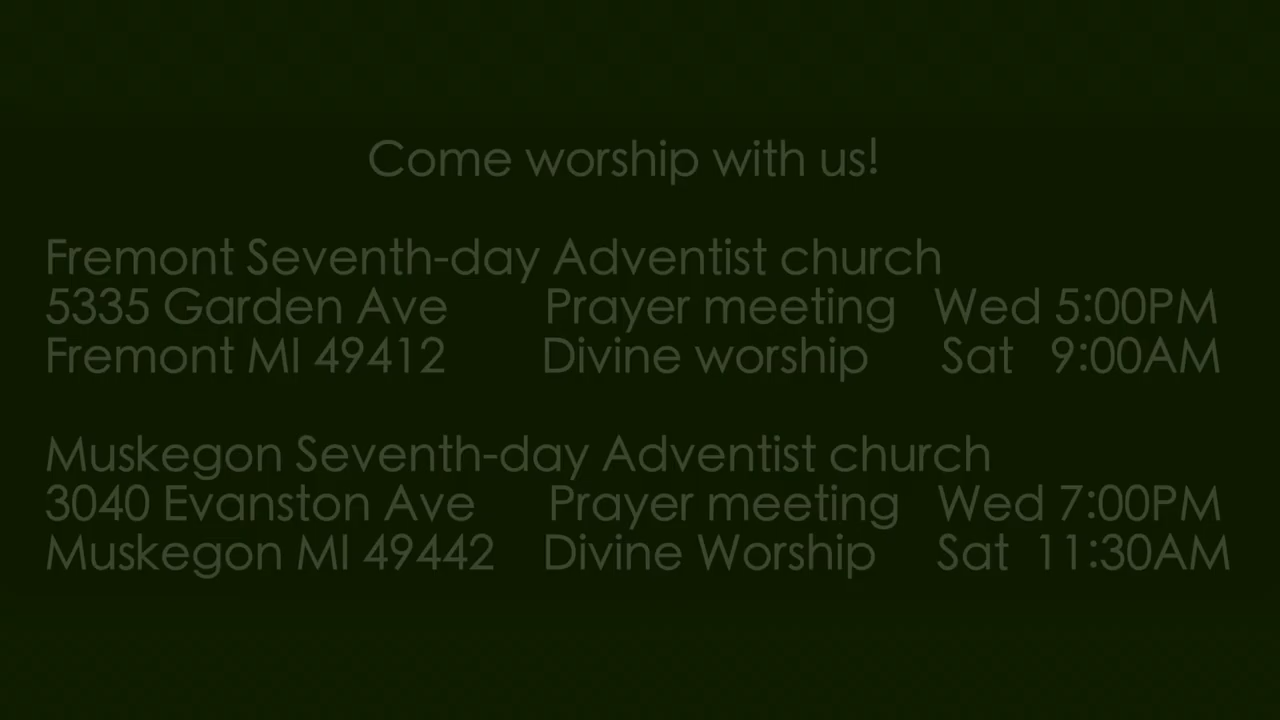 Come worship with us!
Fremont Seventh-day Adventist church
5335 Garden Ave Prayer meeting Wed 5:00PM
Fremont MI 49412 Divine worship Sat 9:00AM
Muskegon Seventh-day Adventist church
3040 Evanston Ave Prayer meeting Wed 7:00PM
Muskegon MI 49442 Divine Worship Sat 11:30AM